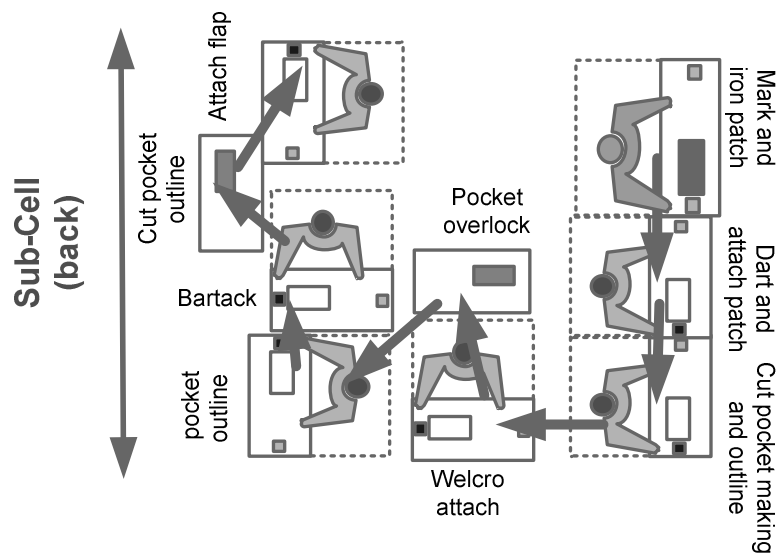 Sub-Cell
(back)
Attach flap
Cut pocket
outline
Bartack
pocket
outline
Pocket
overlock
Welcro
attach
Mark and
iron patch
Dart and
attach patch
Cut pocket making
and outline